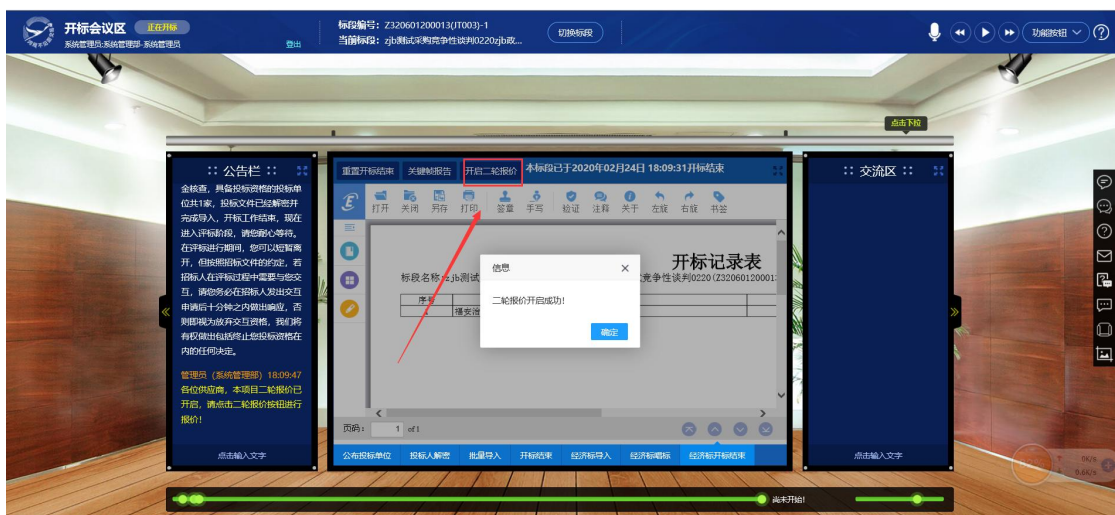 开标会议区 正在开标
系统管理员:系统管理部-系统管理员 登出
标段编号：Z320601200013(JT003)-1
当前标段：zjb测试采购竞争性谈判0220zjb政...
切换标段
功能按钮
点击下拉
:: 公告栏 ::
金核查，具备投标资格的投标单
位共1家，投标文件已经解密并
完成导入，开标工作结束，现在
进入评标阶段，请您耐心等待。
在评标进行期间，您可以短暂离
开，但按照招标文件的约定，若
招标人在评标过程中需要与您交
互，请您务必在招标人发出交互
申请后十分钟之内做出响应，否
则即视为放弃交互资格，我们将
有权做出包括终止您投标资格在
内的任何决定。
管理员（系统管理部）18:09:47
各位供应商，本项目二轮报价已
开启，请点击二轮报价按钮进行
报价！
点击输入文字
重置开标结束 关键帧报告 开启二轮报价 本标段已于2020年02月24日 18:09:31开标结束
打开 关闭 另存 打印 签章 手写 验证 注释 关于 左旋 右旋 书签
开标记录表
标段名称:zjb测试 竞争性谈判0220（Z32060120001
序号
1
信息
二轮报价开启成功!
确定
页码： 1 of1
公布投标单位 投标人解密 批量导入 开标结束 经济标导入 经济标唱标 经济标开标结束
:: 交流区 ::
点击输入文字
尚未开始!
0K/s